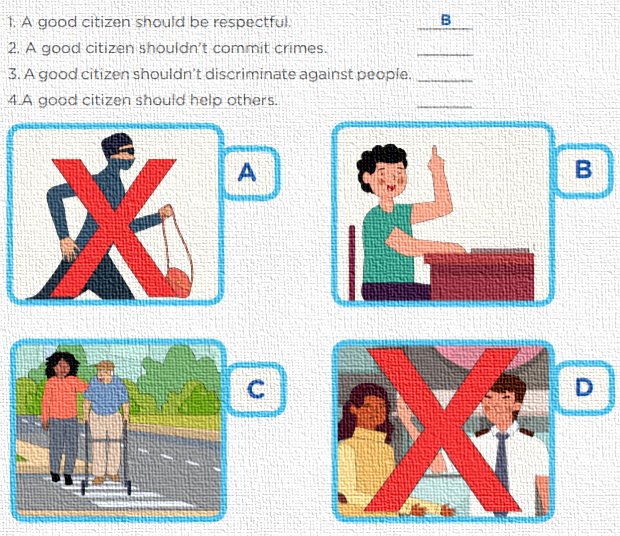 1. A good citizen should be respectful. B
2. A good citizen shouldn't commit crimes.
3. A good citizen shouldn't discriminate against people.
4.A good citizen should help others.
A
B
C
D